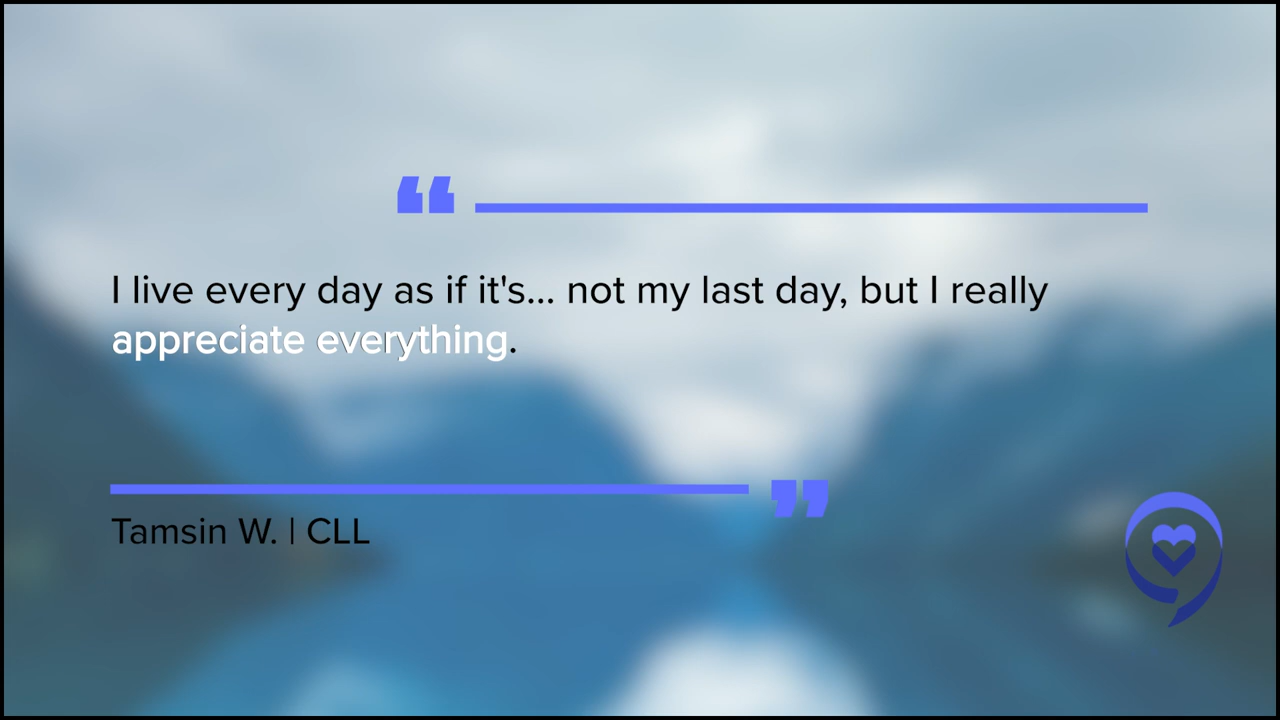 “
I live every day as if it's... not my last day, but I really
appreciate everything.
”
Tamsin W. | CLL